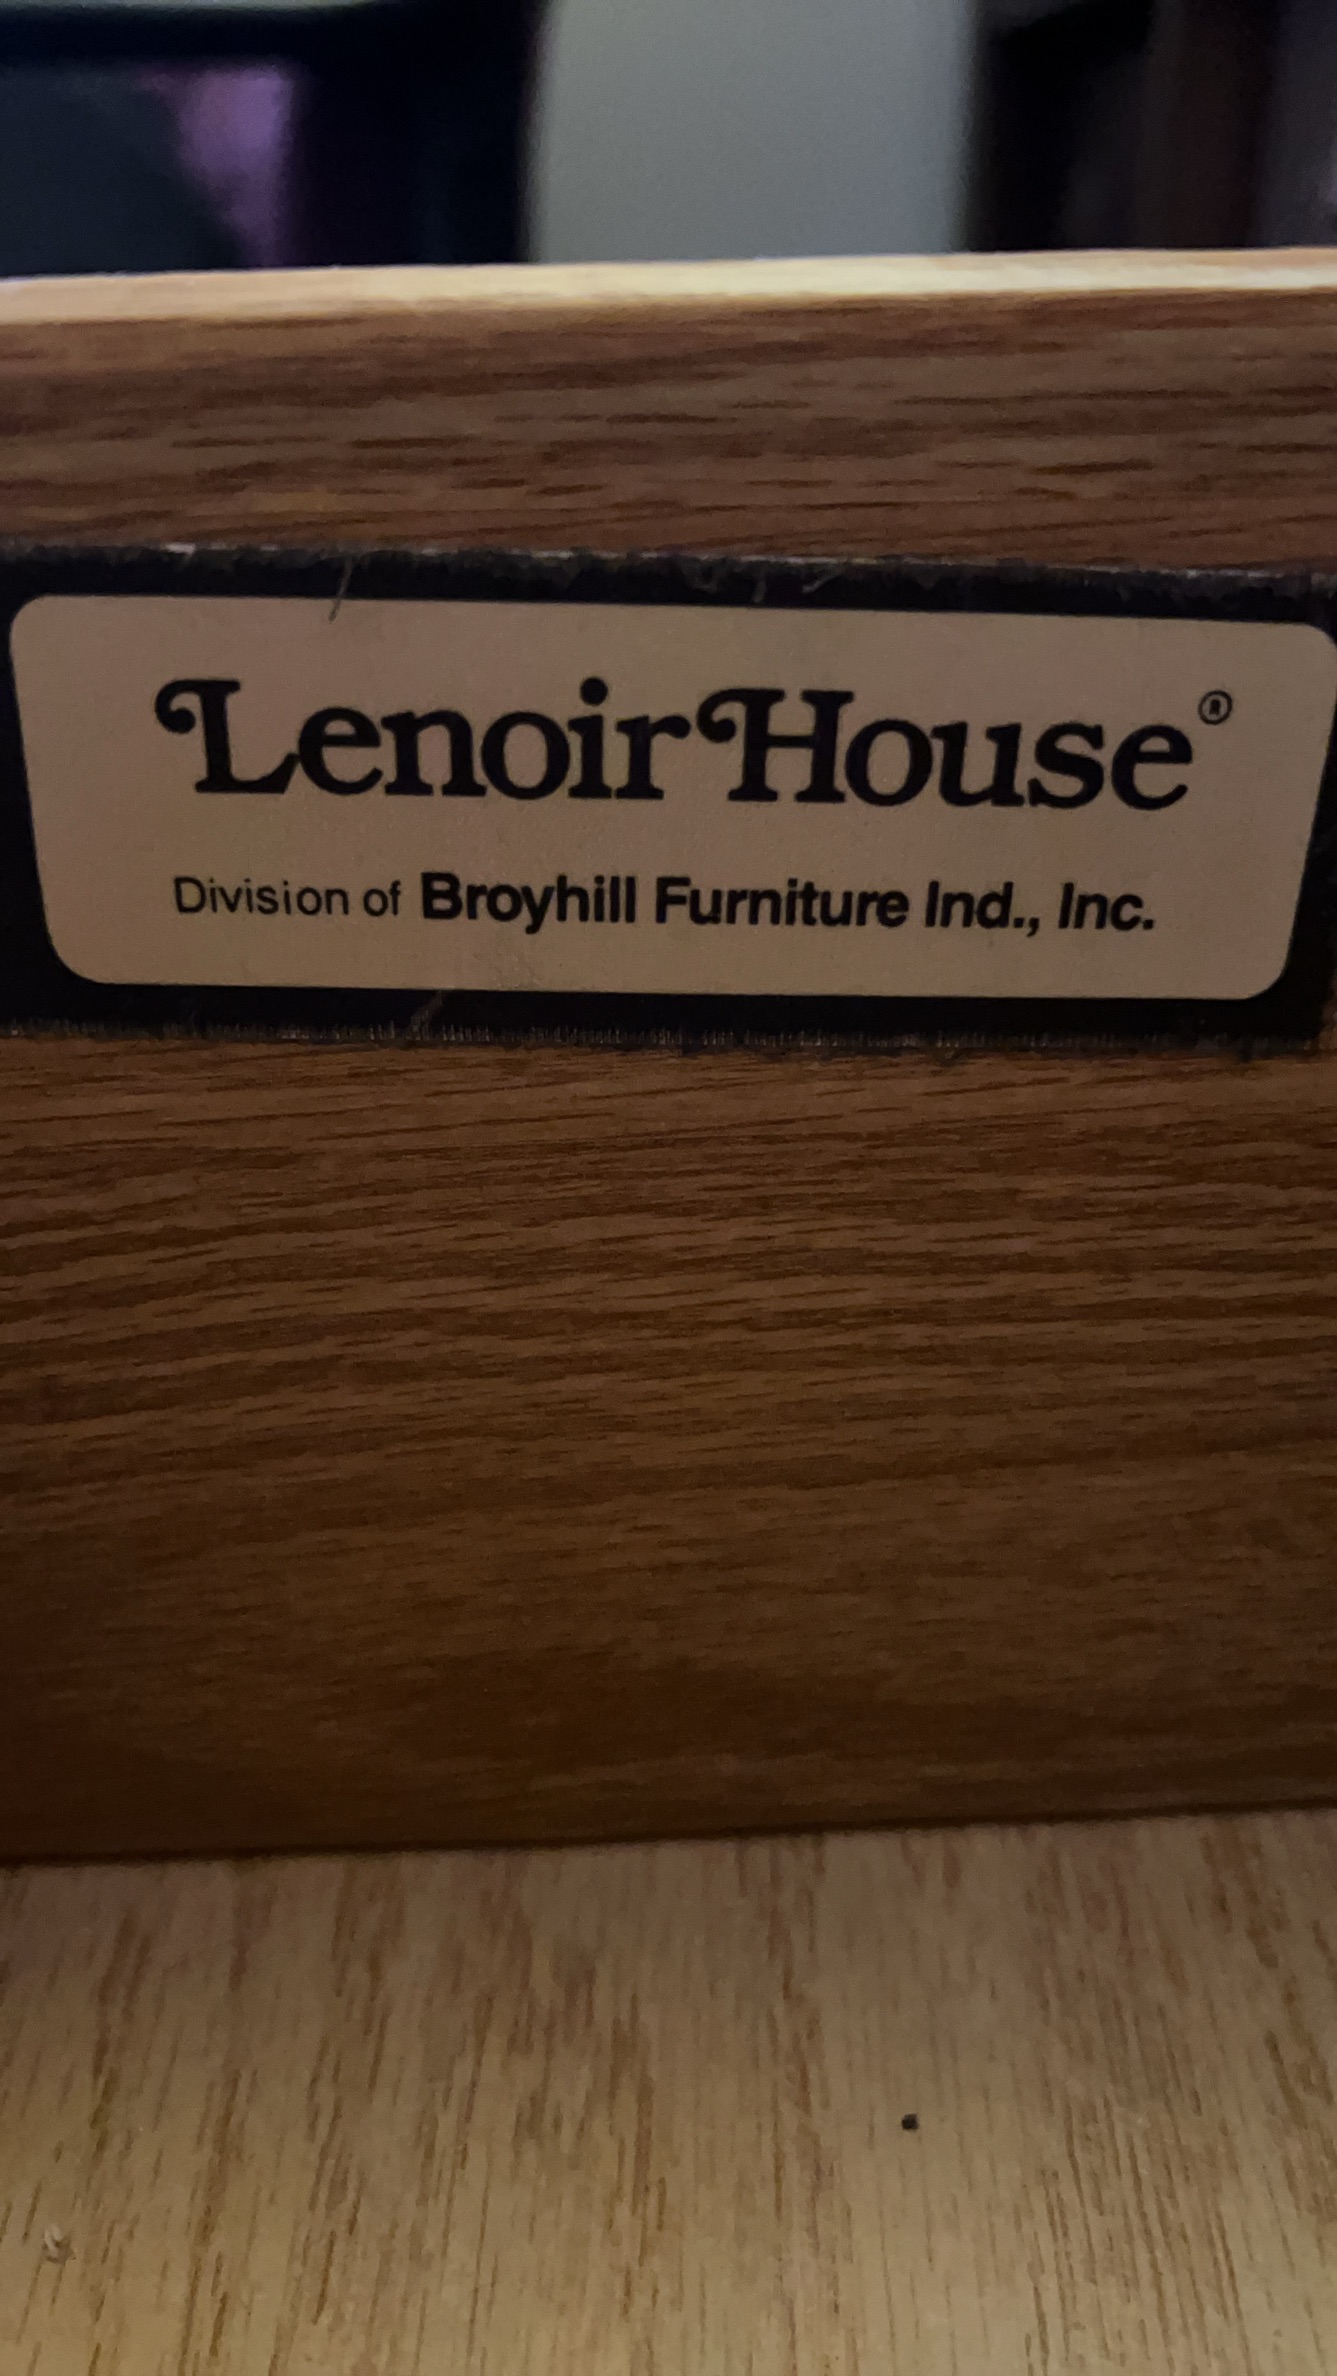 Lenoir House®
Division of Broyhill Furniture Ind., Inc.